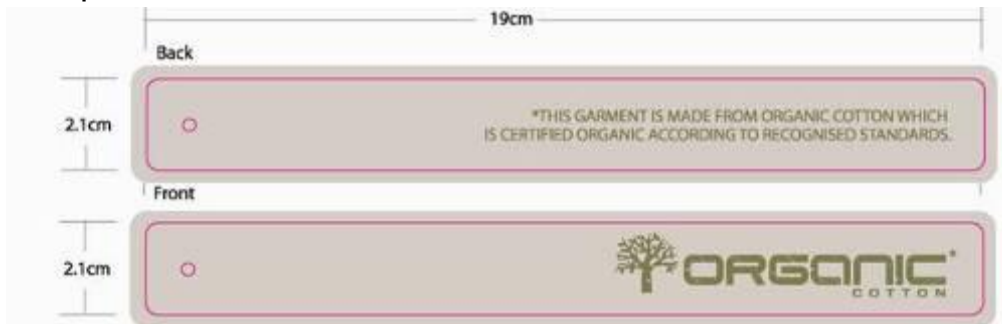 19cm
Back
2.1cm
*THIS GARMENT IS MADE FROM ORGANIC COTTON WHICH
IS CERTIFIED ORGANIC ACCORDING TO RECOGNISED STANDARDS.
Front
2.1cm
ORGANIC*
COTTON